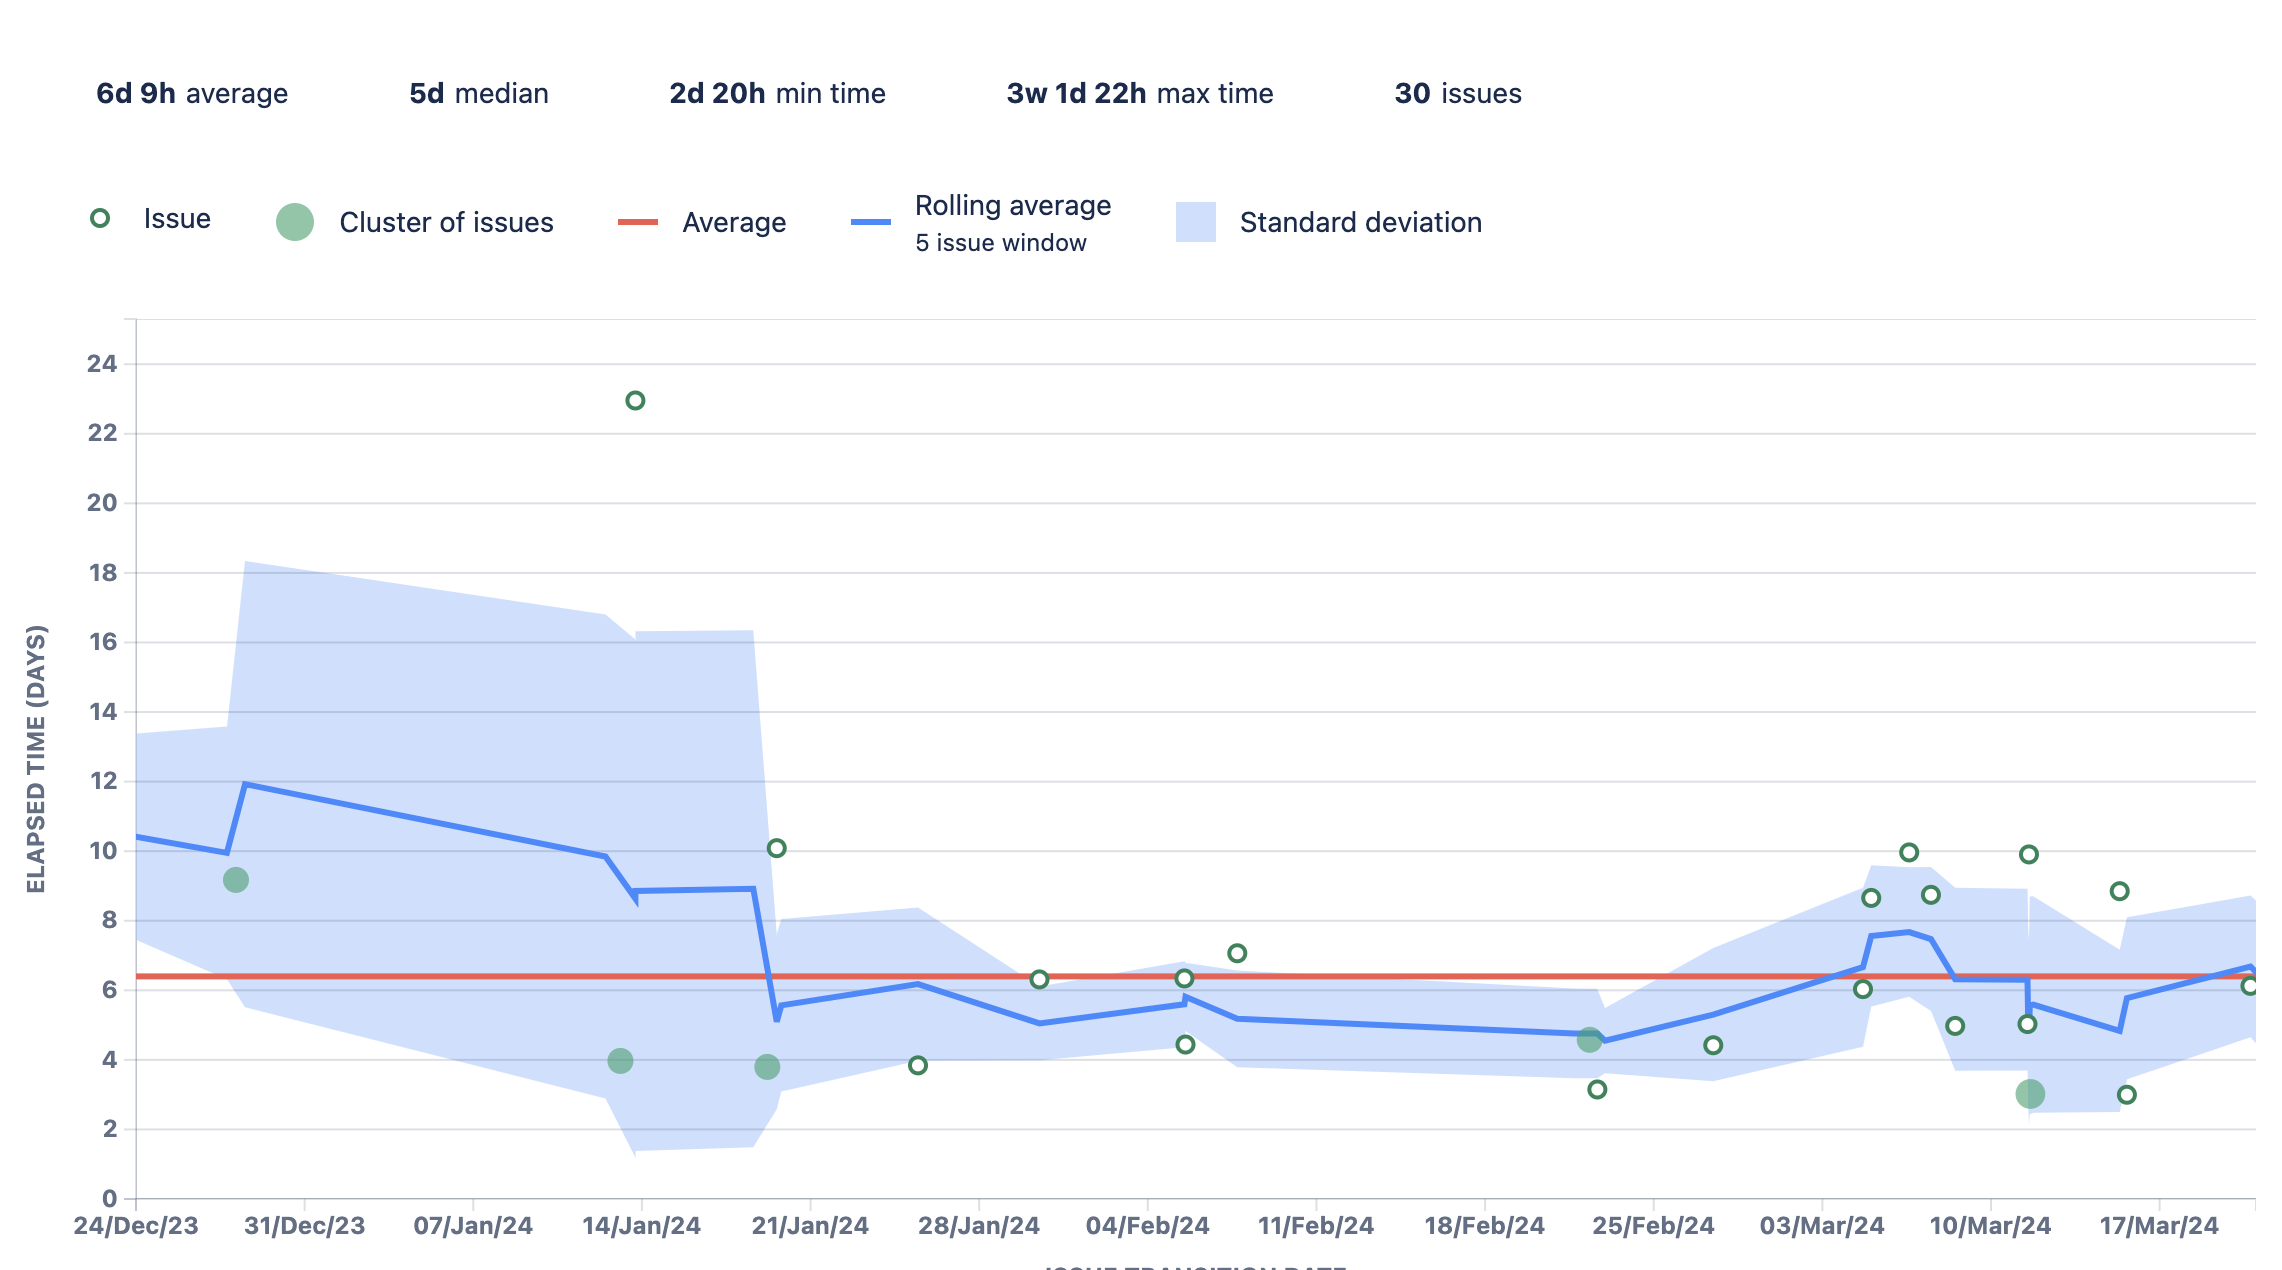 6d 9h average 5d median 2d 20h min time 3w 1d 22h max time 30 issues
Issue Cluster of issues Average Rolling average Standard deviation
5 issue window
ELAPSED TIME (DAYS)
24
22
20
18
16
14
12
10
8
6
4
2
0
24/Dec/23 31/Dec/23 07/Jan/24 14/Jan/24 21/Jan/24 28/Jan/24 04/Feb/24 11/Feb/24 18/Feb/24 25/Feb/24 03/Mar/24 10/Mar/24 17/Mar/24
ISSUE TRANSITION DATE